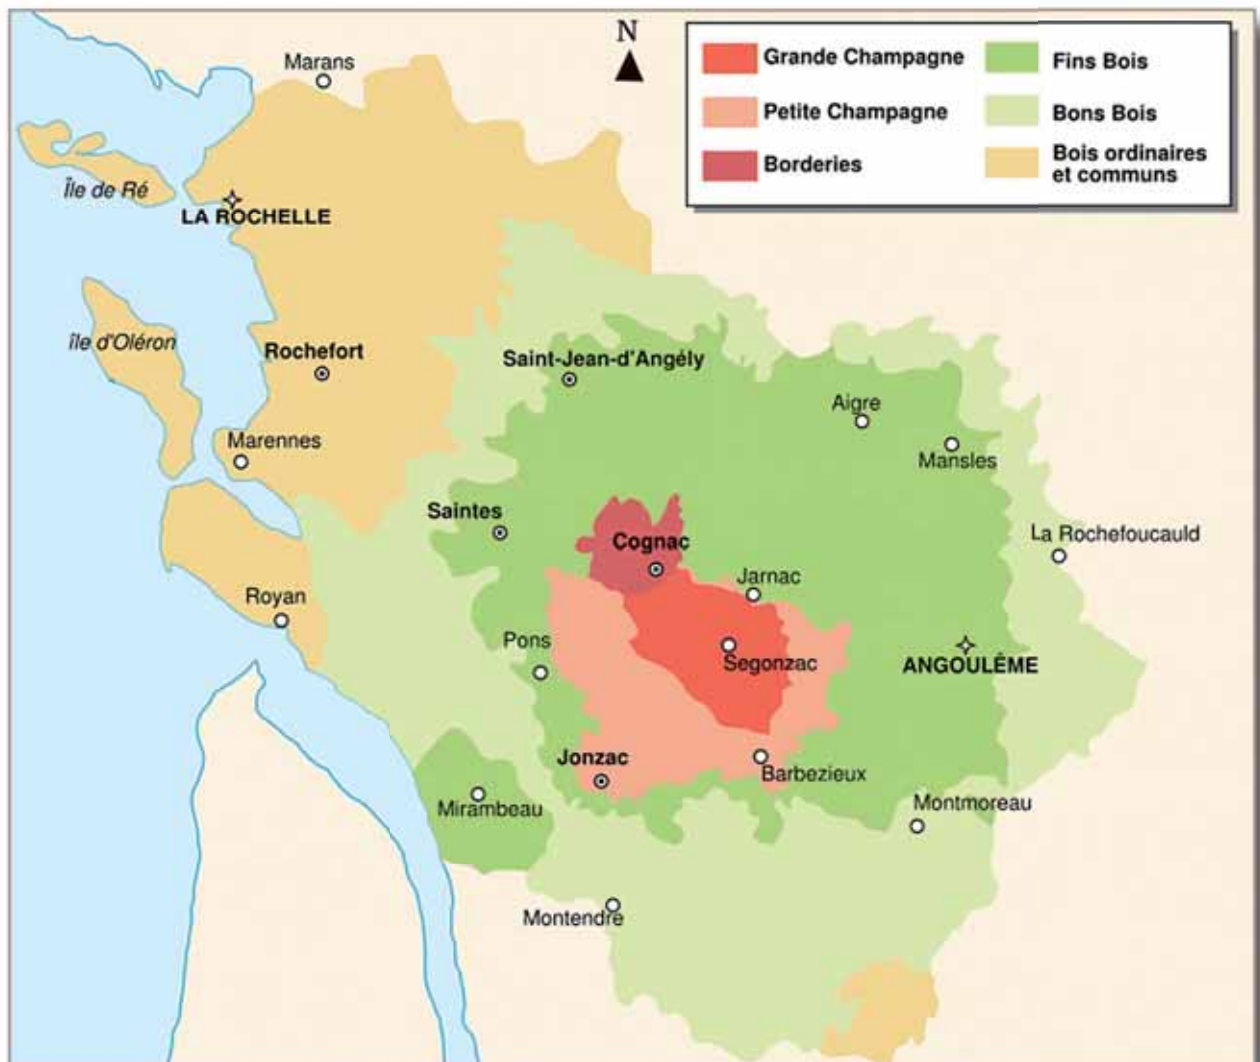 N
Grande Champagne
Petite Champagne
Borderies
Fins Bois
Bons Bois
Bois ordinaires
et communs
Marans
Île de Ré
LA ROCHELLE
île d'Oléron
Rochefort
Saint-Jean-d'Angély
Aigre
Marennes
Mansles
Saintes
Cognac
La Rochefoucauld
Jarnac
Royan
Pons
Segonzac
ANGOULÊME
Jonzac
Barbezieux
Mirambeau
Montmoreau
Montendre